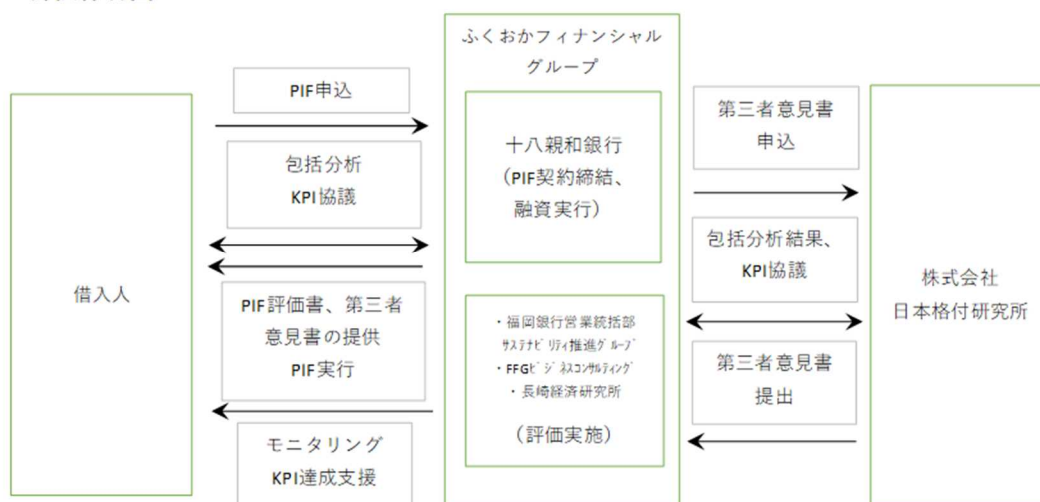 借入人
PIF申込
包括分析
KPI協議
PIF評価書、第三者
意見書の提供
PIF実行
モニタリング
KPI達成支援
ふくおかフィナンシャル
グループ
十八親和銀行
(PIF契約締結、
融資実行)
・福岡銀行営業統括部
ｻｽﾃﾅﾋﾞﾘﾃｨ推進ｸﾞﾙｰﾌﾟ
・FFGﾋﾞｼﾞﾈｽｺﾝｻﾙﾃｨﾝｸﾞ
・長崎経済研究所
(評価実施)
第三者意見書
申込
包括分析結果、
KPI協議
第三者意見書
提出
株式会社
日本格付研究所